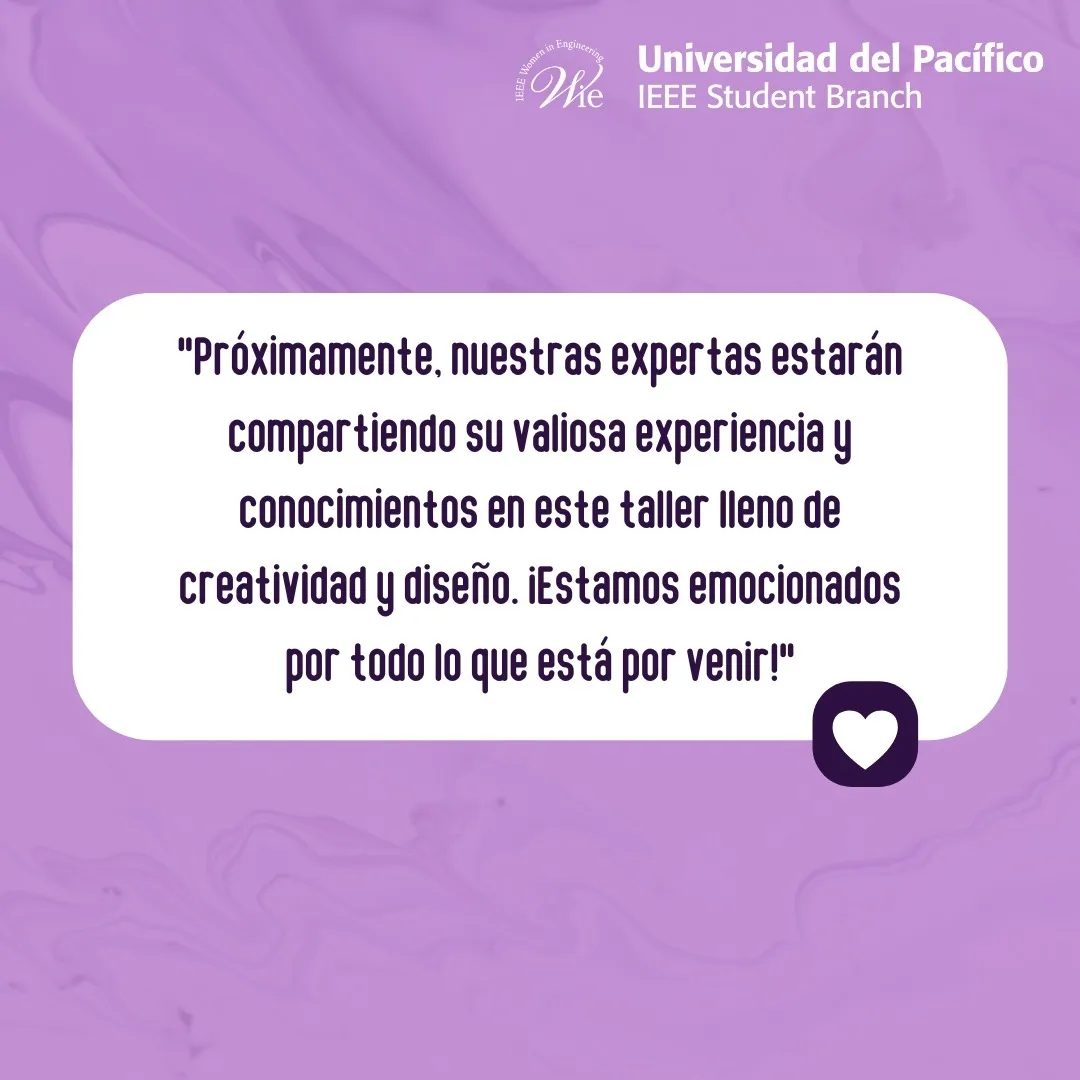 IEEE Women in Engineering
WIE
Universidad del Pacífico
IEEE Student Branch
"Próximamente, nuestras expertas estarán
compartiendo su valiosa experiencia y
conocimientos en este taller lleno de
creatividad y diseño. ¡Estamos emocionados
por todo lo que está por venir!"